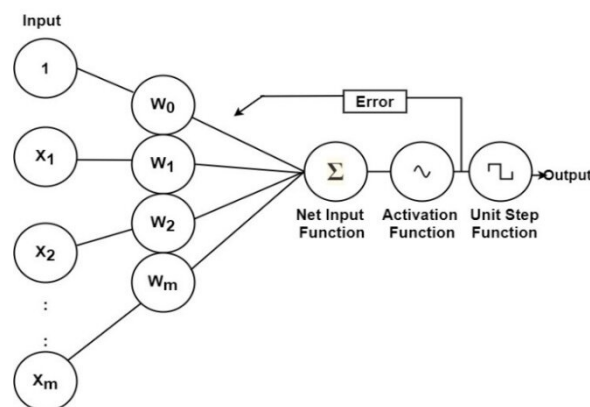 Input
1
X1
X2
:
:
Xm
W0
W1
W2
Wm
Error
Σ
Net Input
Function
Activation
Function
Unit Step
Function
Output